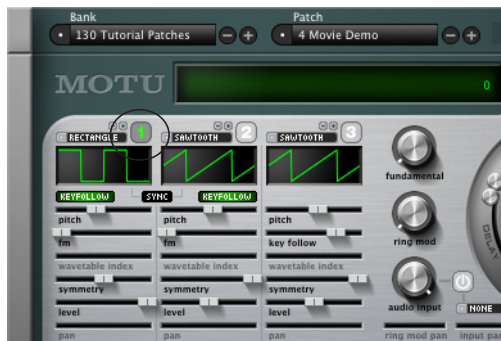 Bank
130 Tutorial Patches
Patch
4 Movie Demo
MOTU
0
RECTANGLE
1
SAWTOOTH
2
SAWTOOTH
3
KEYFOLLOW
SYNC
KEYFOLLOW
fundamental
pitch
pitch
pitch
fm
fm
key follow
ring mod
wavetable index
wavetable index
wavetable index
symmetry
symmetry
symmetry
level
level
level
audio input
DELAY
NONE
pan
pan
pan
ring mod pan
input pan